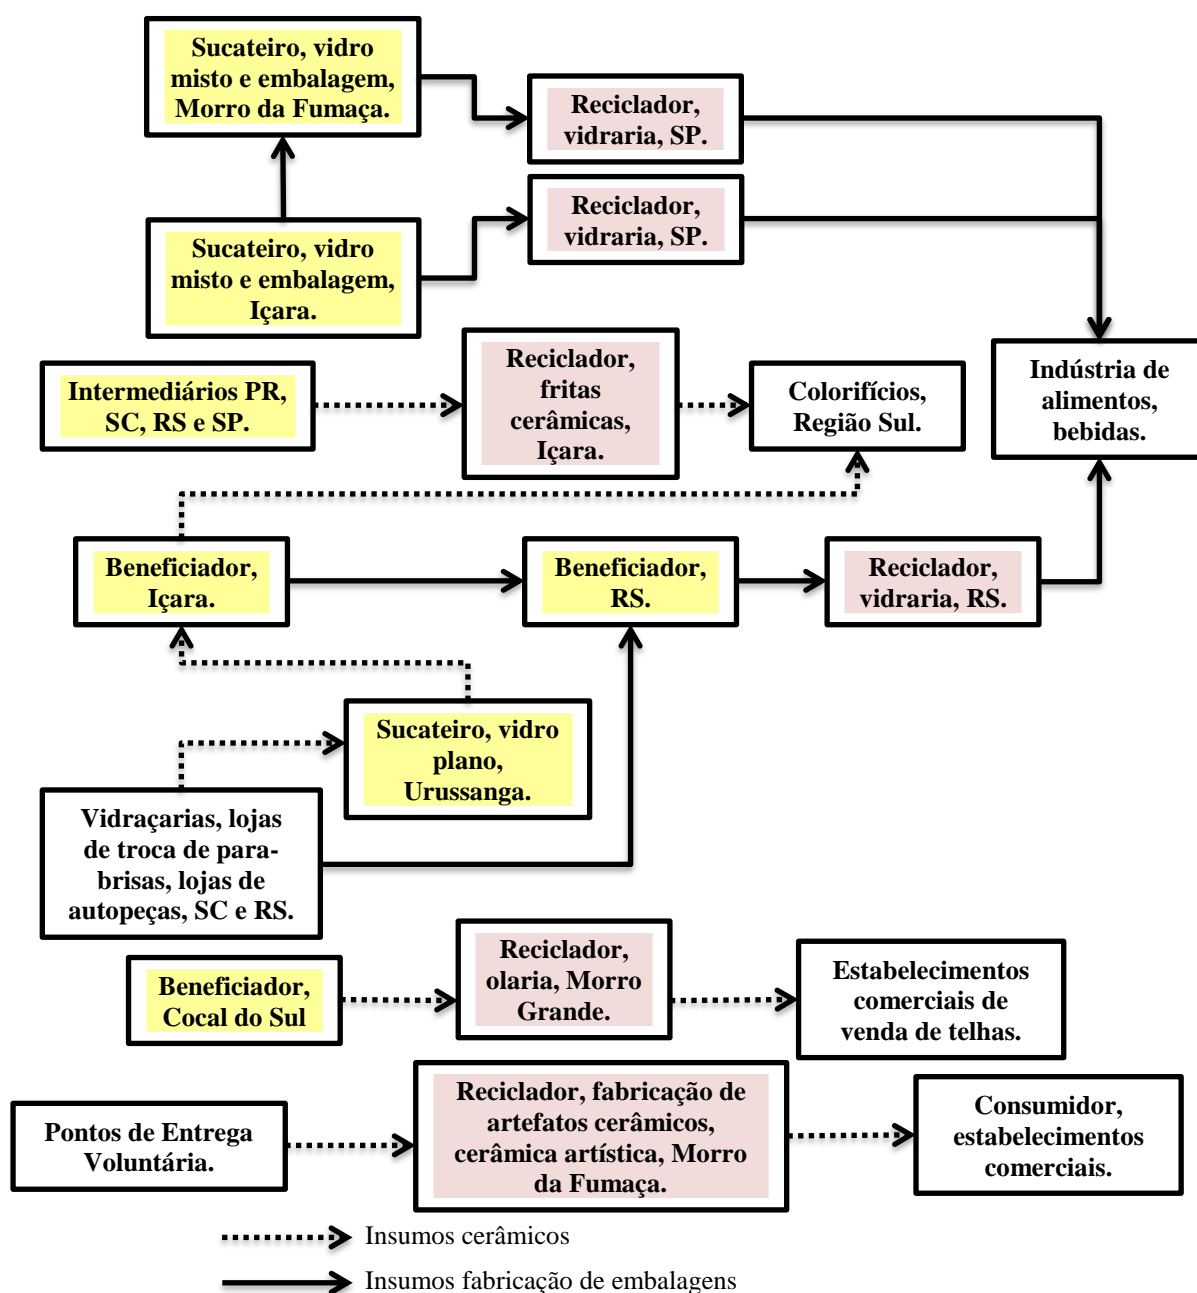 Sucateiro, vidro
misto e embalagem,
Morro da Fumaça.
Reciclador,
vidraria, SP.
Reciclador,
vidraria, SP.
Sucateiro, vidro
misto e embalagem,
Içara.
Intermediários PR,
SC, RS e SP.
Reciclador,
fritas
cerâmicas,
Içara.
Colorifícios,
Região Sul.
Indústria de
alimentos,
bebidas.
Beneficiador,
Içara.
Beneficiador,
RS.
Reciclador,
vidraria, RS.
Sucateiro, vidro
plano,
Urussanga.
Vidraçarias, lojas
de troca de para-
brisas, lojas de
autopeças, SC e RS.
Beneficiador,
Cocal do Sul
Reciclador,
olaria, Morro
Grande.
Estabelecimentos
comerciais de
venda de telhas.
Pontos de Entrega
Voluntária.
Reciclador, fabricação de
artefatos cerâmicos,
cerâmica artística, Morro
da Fumaça.
Consumidor,
estabelecimentos
comerciais.
Insumos cerâmicos
Insumos fabricação de embalagens